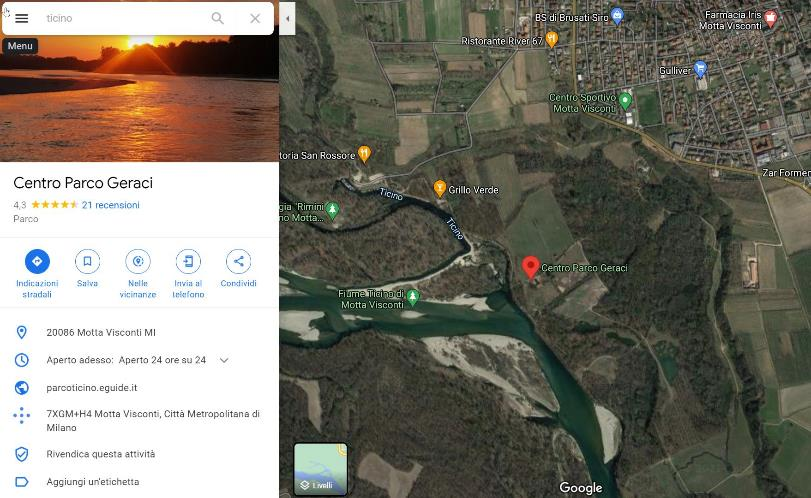 ticino
Menu
Centro Parco Geraci
4,3
21 recensioni
Parco
Indicazioni
stradali
Salva
Nelle
vicinanze
Invia al
telefono
Condividi
20086 Motta Visconti MI
Aperto adesso: Aperto 24 ore su 24
parcoticino.eguide.it
7XGM+H4 Motta Visconti, Città Metropolitana di
Milano
Rivendica questa attività
Aggiungi un'etichetta
BS di Brusati Siro
Farmacia Iris
Motta Visconti
Ristorante River 67
Gulliver
Centro Sportivo
Motta Visconti
toria San Rossore
Zar Former
Grillo Verde
Ticino
gia "Rimini
no Motta...
Ticino
Centro Parco Geraci
Fiume Ticino di
Motta Visconti
Livelli
Google